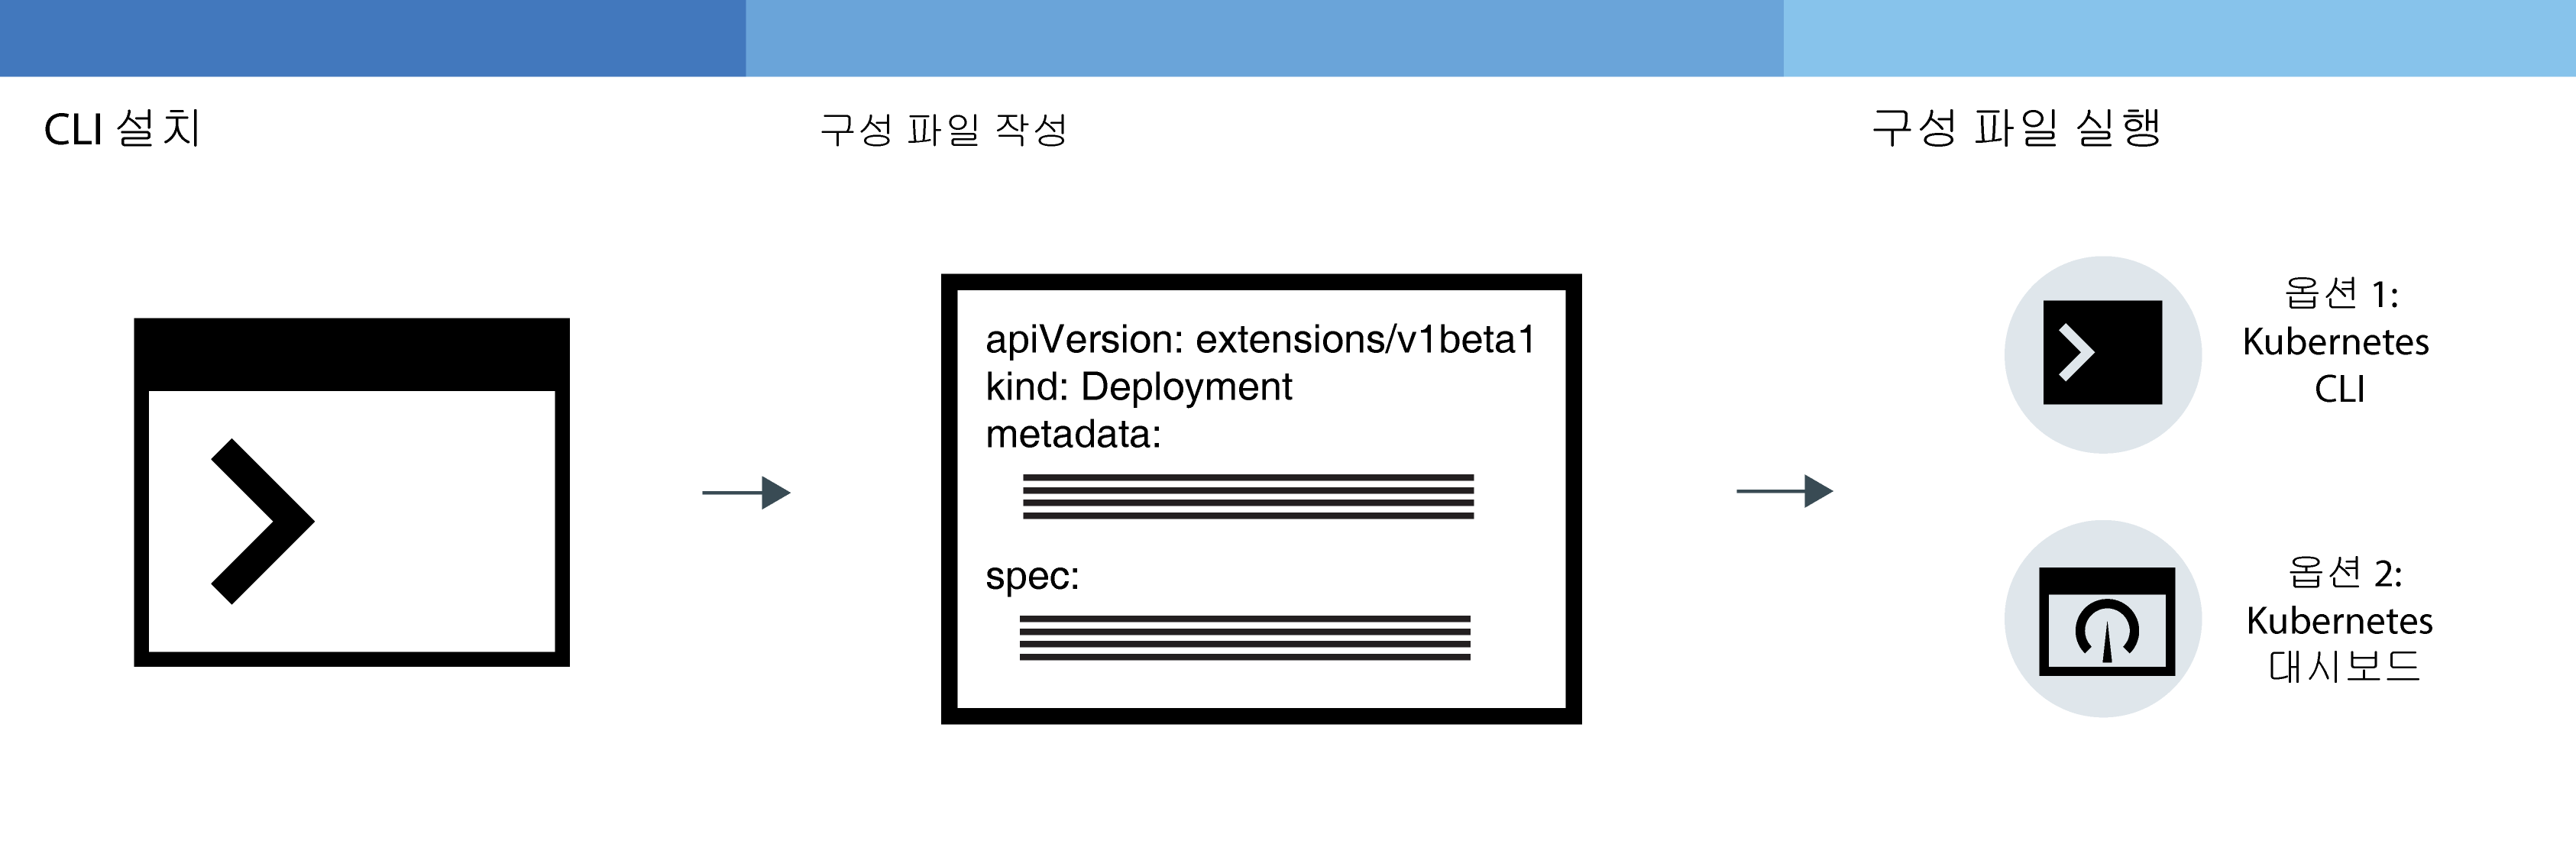 CLI 설치
구성 파일 작성
구성 파일 실행
apiVersion: extensions/v1beta1
kind: Deployment
metadata:
spec:
옵션 1:
Kubernetes
CLI
옵션 2:
Kubernetes
대시보드